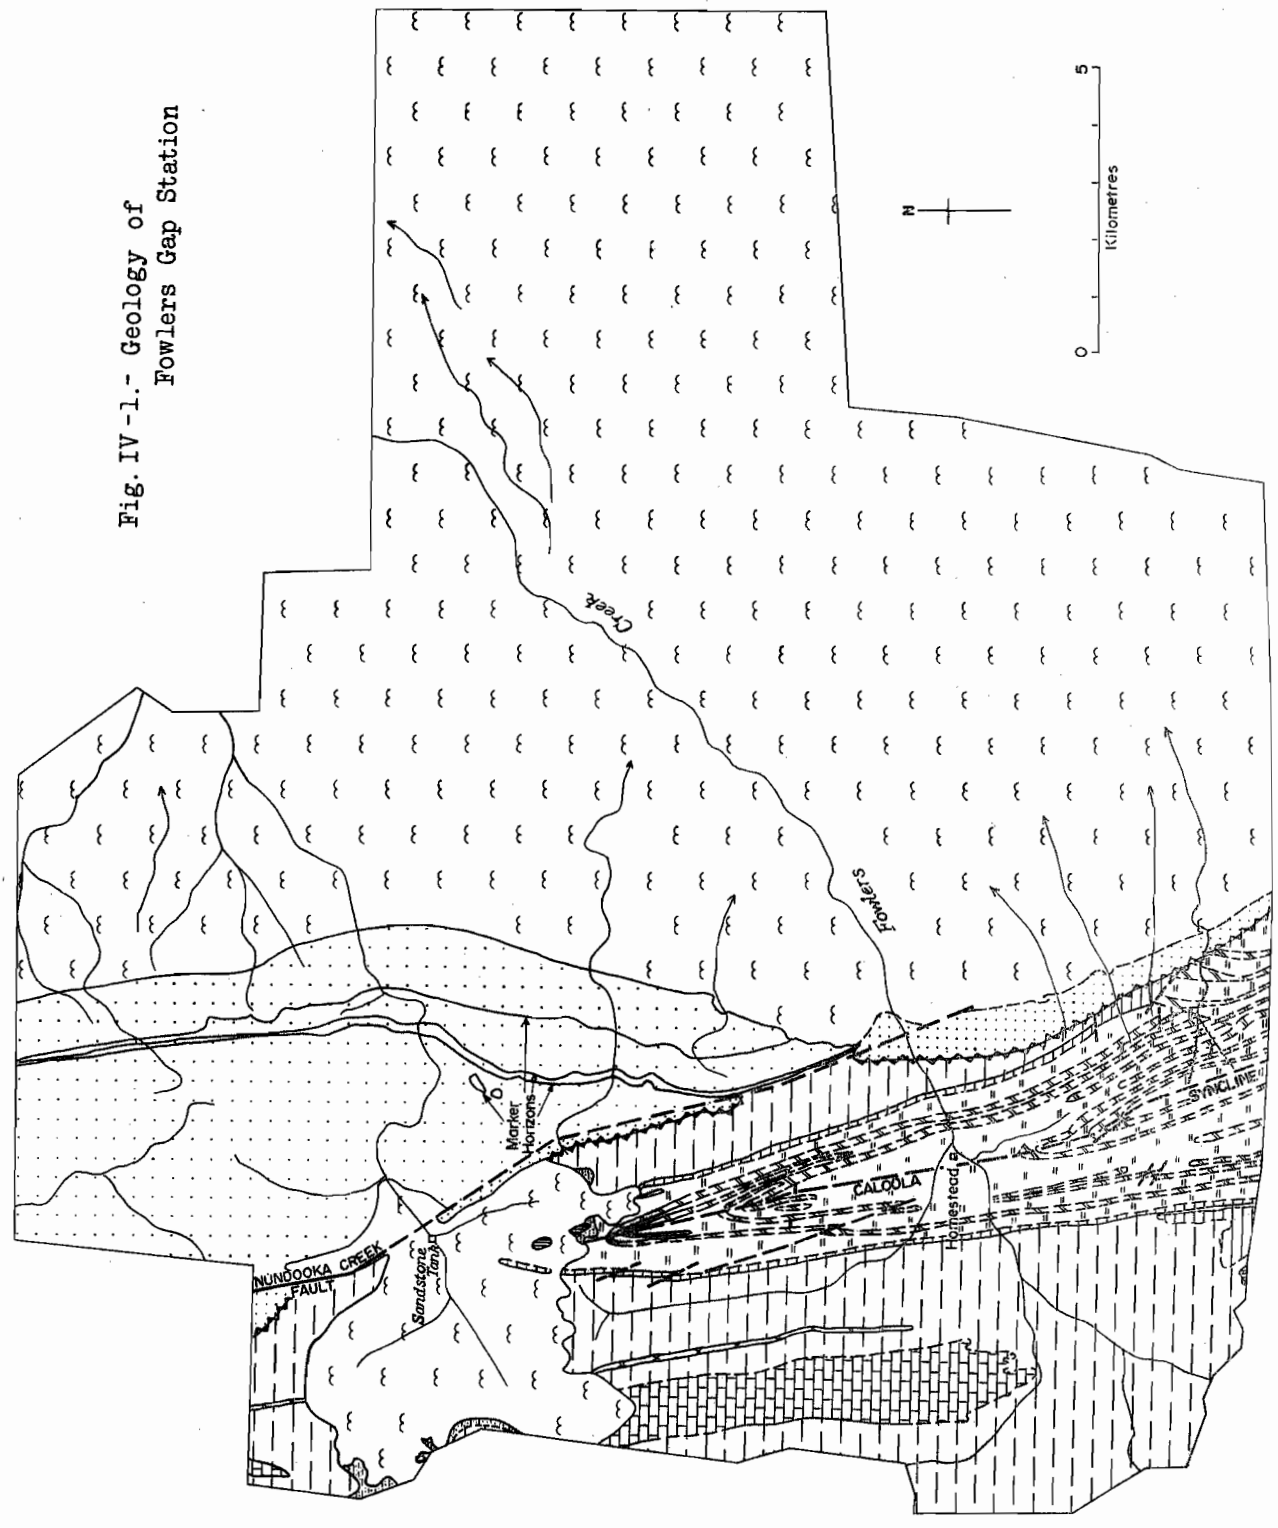 Fig. IV -1.- Geology of
Fowlers Gap Station
N
0 5
Kilometres
Creek
Fowlers
Marker
Horizons
NUNDOOKA CREEK
FAULT
Sandstone
Tank
CALOOLA
SYNCLINE
Homestead